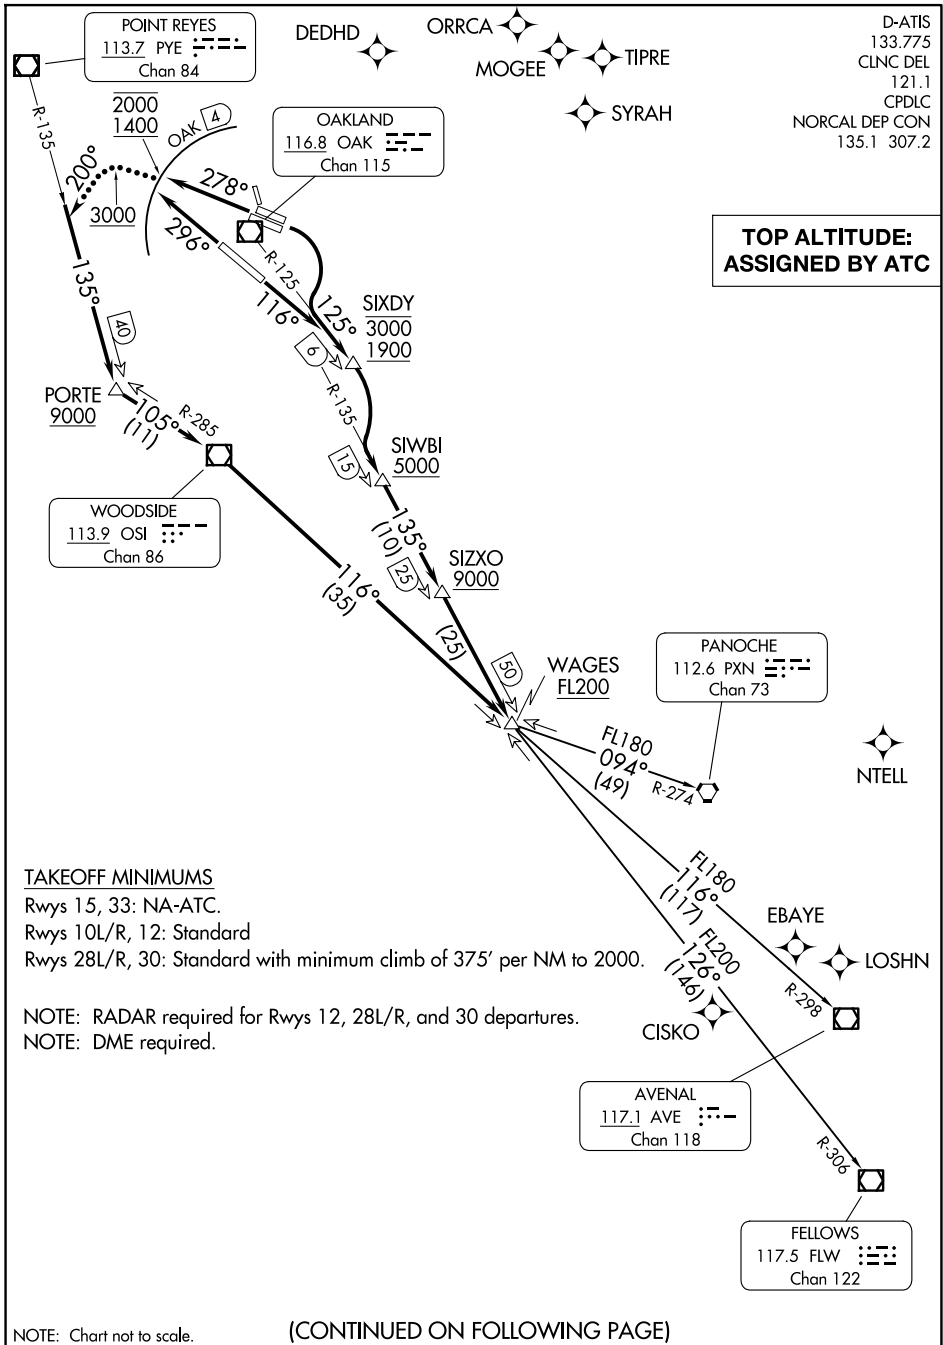 POINT REYES
113.7 PYE
Chan 84
DEDHD
ORRCA
MOGEE
TIPRE
SYRAH
D-ATIS
133.775
CLNC DEL
121.1
CPDLC
NORCAL DEP CON
135.1 307.2
TOP ALTITUDE:
ASSIGNED BY ATC
R-135
2000
1400
OAK 4
OAKLAND
116.8 OAK
Chan 115
200°
3000
278°
296°
R-125
116°
125°
135°
SIXDY
3000
1900
6
40
PORTE
9000
105°
(11)
R-285
R-135
15
SIWBI
5000
WOODSIDE
113.9 OSI
Chan 86
135°
(10)
25
SIZXO
9000
116°
(35)
(25)
50
WAGES
FL200
PANOCHE
112.6 PXN
Chan 73
FL180
094°
(49)
R-274
NTELL
TAKEOFF MINIMUMS
Rwys 15, 33: NA-ATC.
Rwys 10L/R, 12: Standard
Rwys 28L/R, 30: Standard with minimum climb of 375' per NM to 2000.
NOTE: RADAR required for Rwys 12, 28L/R, and 30 departures.
NOTE: DME required.
FL180
116°
(117)
FL200
126°
(146)
EBAYE
LOSHN
CISKO
R-298
AVENAL
117.1 AVE
Chan 118
R-306
FELLOWS
117.5 FLW
Chan 122
NOTE: Chart not to scale.
(CONTINUED ON FOLLOWING PAGE)